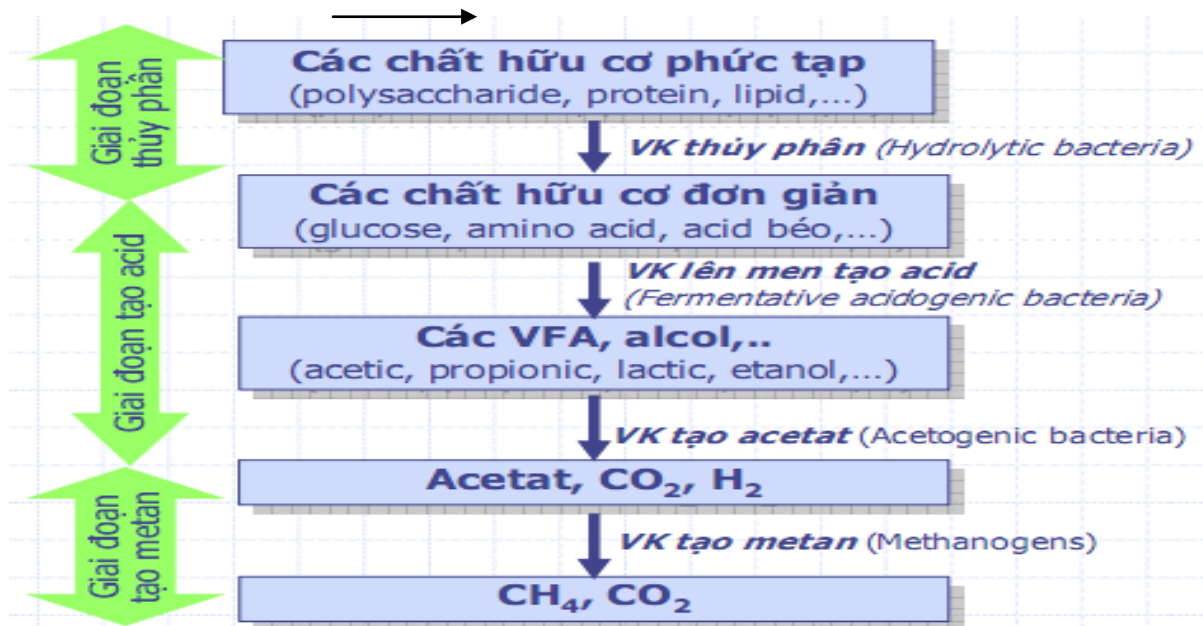 Các chất hữu cơ phức tạp
(polysaccharide, protein, lipid,...)
Giai đoạn
thủy phân
VK thủy phân (Hydrolytic bacteria)
Các chất hữu cơ đơn giản
(glucose, amino acid, acid béo,...)
VK lên men tạo acid
(Fermentative acidogenic bacteria)
Giai đoạn tạo acid
Các VFA, alcol,..
(acetic, propionic, lactic, etanol,...)
VK tạo acetat (Acetogenic bacteria)
Acetat, CO₂, H₂
Giai đoạn
tạo metan
VK tạo metan (Methanogens)
CH₄, CO₂